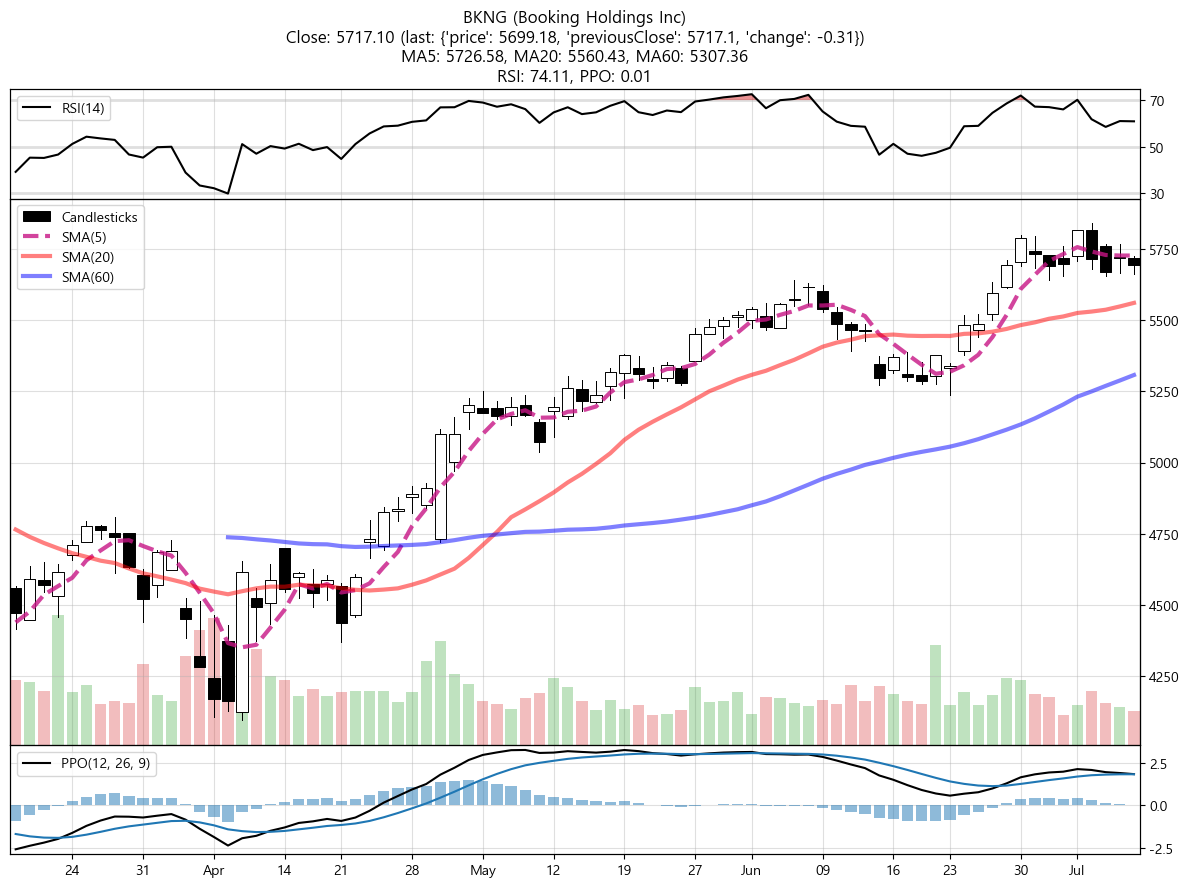 BKNG (Booking Holdings Inc)
Close: 5717.10 (last: {'price': 5699.18, 'previousClose': 5717.1, 'change': -0.31})
MA5: 5726.58, MA20: 5560.43, MA60: 5307.36
RSI: 74.11, PPO: 0.01
RSI(14)
70
50
30
Candlesticks
SMA(5)
SMA(20)
SMA(60)
5750
5500
5250
5000
4750
4500
4250
PPO(12, 26, 9)
2.5
0.0
-2.5
24 31 Apr 14 21 28 May 12 19 27 Jun 09 16 23 30 Jul